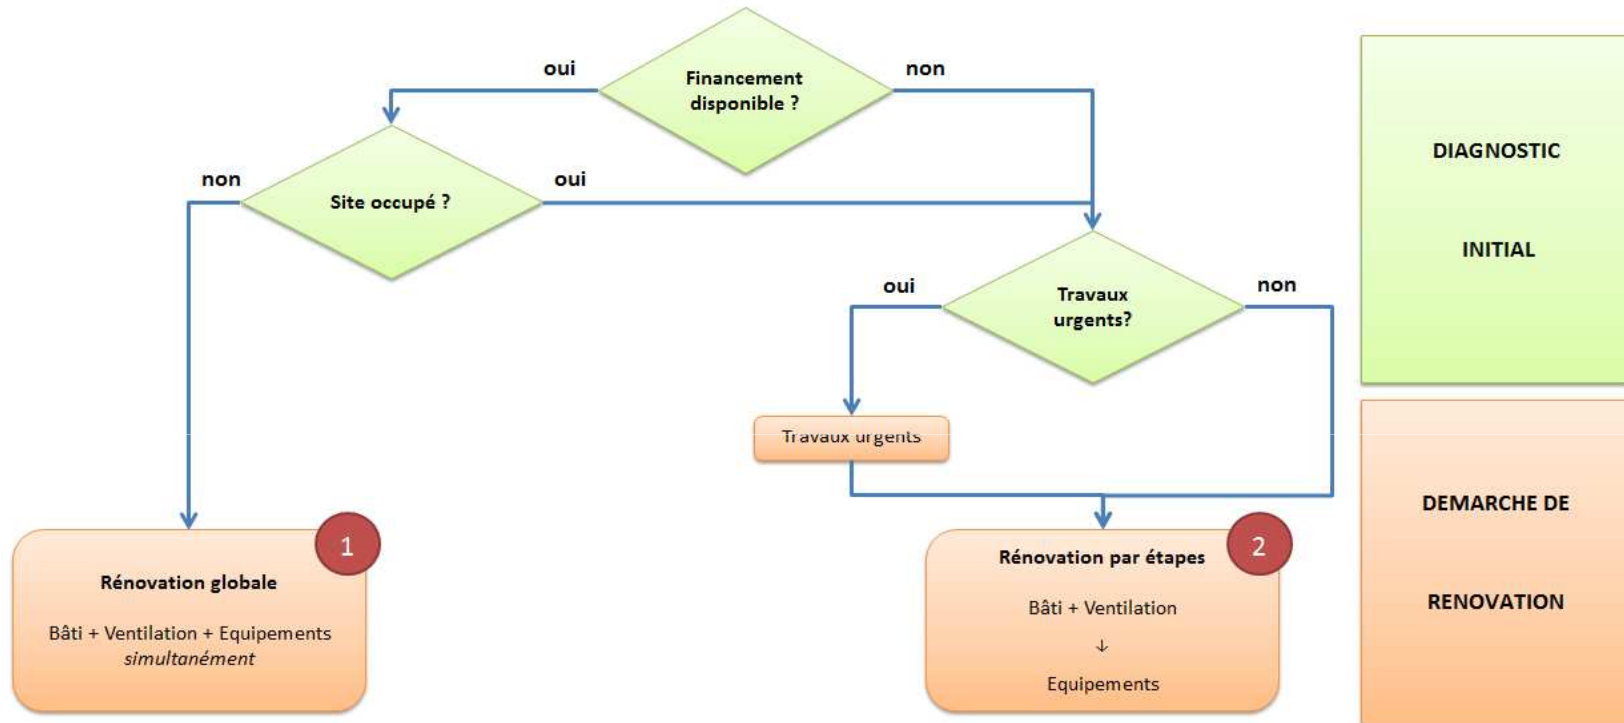 oui
Financement
disponible ?
non
DIAGNOSTIC
INITIAL
non
Site occupé ?
oui
oui
Travaux
urgents?
non
Travaux urgents
DEMARCHE DE
RENOVATION
1
Rénovation globale
Bâti + Ventilation + Equipements
simultanément
2
Rénovation par étapes
Bâti + Ventilation
↓
Equipements